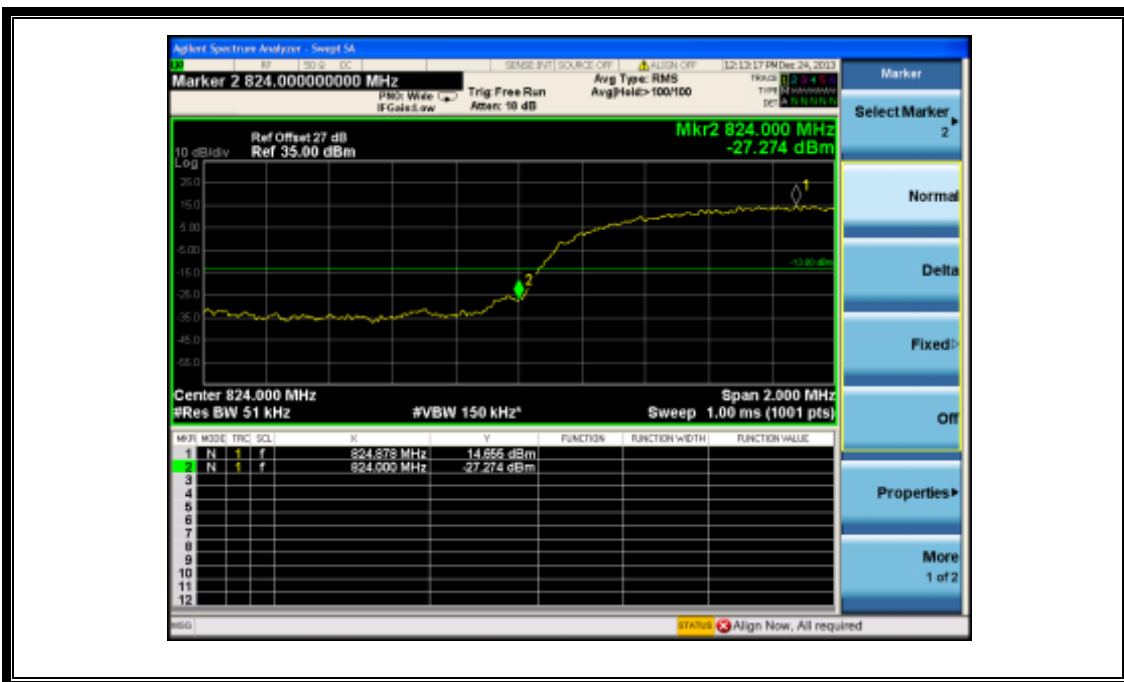 Agilent Spectrum Analyzer - Swept SA
RF 50 Ω DC SENSE:INT SOURCE OFF ALIGN OFF 12:13:17 PM Dec 24, 2013
Marker 2 824.000000000 MHz
PNO: Wide Trig: Free Run Avg Type: RMS TRACE 1 2 3 4 5 6
IFGain:Low Atten: 10 dB Avg|Hold:>100/100 TYPE M WWWWW
DET A N N N N N
Mkr2 824.000 MHz
-27.274 dBm
Ref Offset 27 dB
10 dB/div Ref 35.00 dBm
Log
25.0
15.0
5.00
-5.00
-15.0
-25.0
-35.0
-45.0
-55.0
1
2
-13.00 dBm
Center 824.000 MHz Span 2.000 MHz
#Res BW 51 kHz #VBW 150 kHz* Sweep 1.00 ms (1001 pts)
MKR MODE TRC SCL X Y FUNCTION FUNCTION WIDTH FUNCTION VALUE
1 N 1 f 824.878 MHz 14.655 dBm
2 N 1 f 824.000 MHz -27.274 dBm
3
4
5
6
7
8
9
10
11
12
MSG STATUS Align Now, All required
Marker
Select Marker
2
Normal
Delta
Fixed
Off
Properties
More
1 of 2